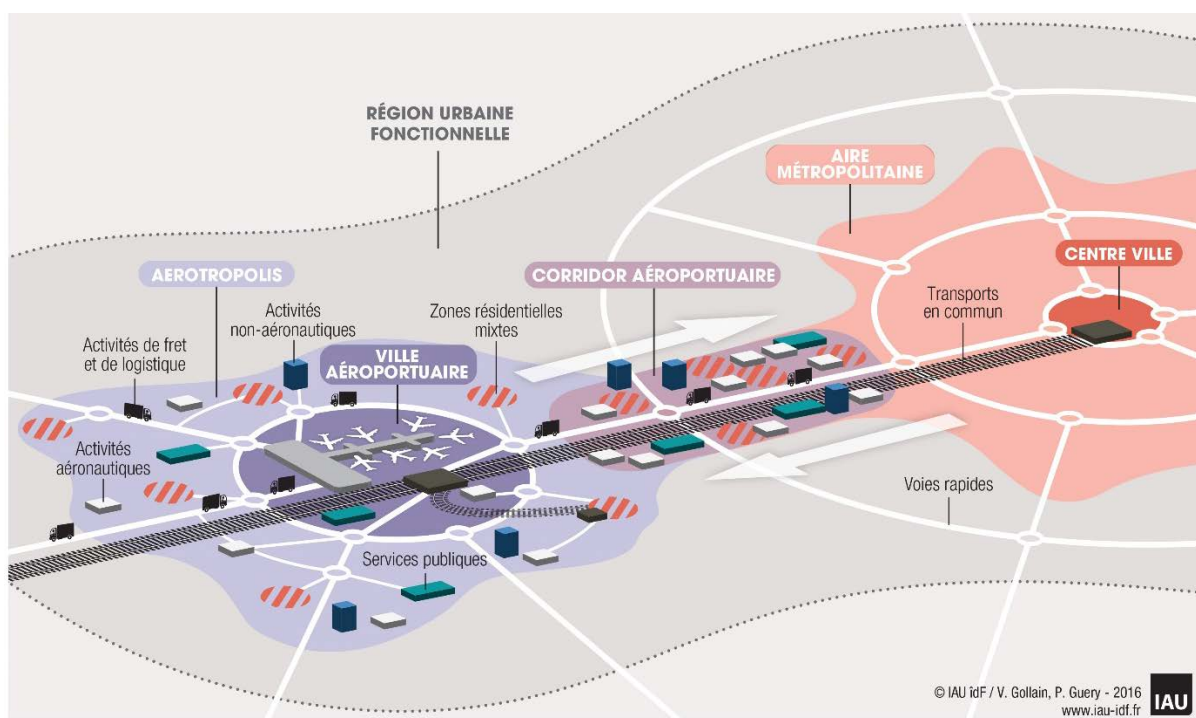 RÉGION URBAINE
FONCTIONNELLE
AIRE
MÉTROPOLITAINE
AEROTROPOLIS
CORRIDOR AÉROPORTUAIRE
CENTRE VILLE
Activités
non-aéronautiques
Zones résidentielles
mixtes
Transports
en commun
Activités de fret
et de logistique
VILLE
AÉROPORTUAIRE
Activités
aéronautiques
Voies rapides
Services publiques
© IAU îdF / V. Gollain, P. Guery - 2016
www.iau-idf.fr
IAU